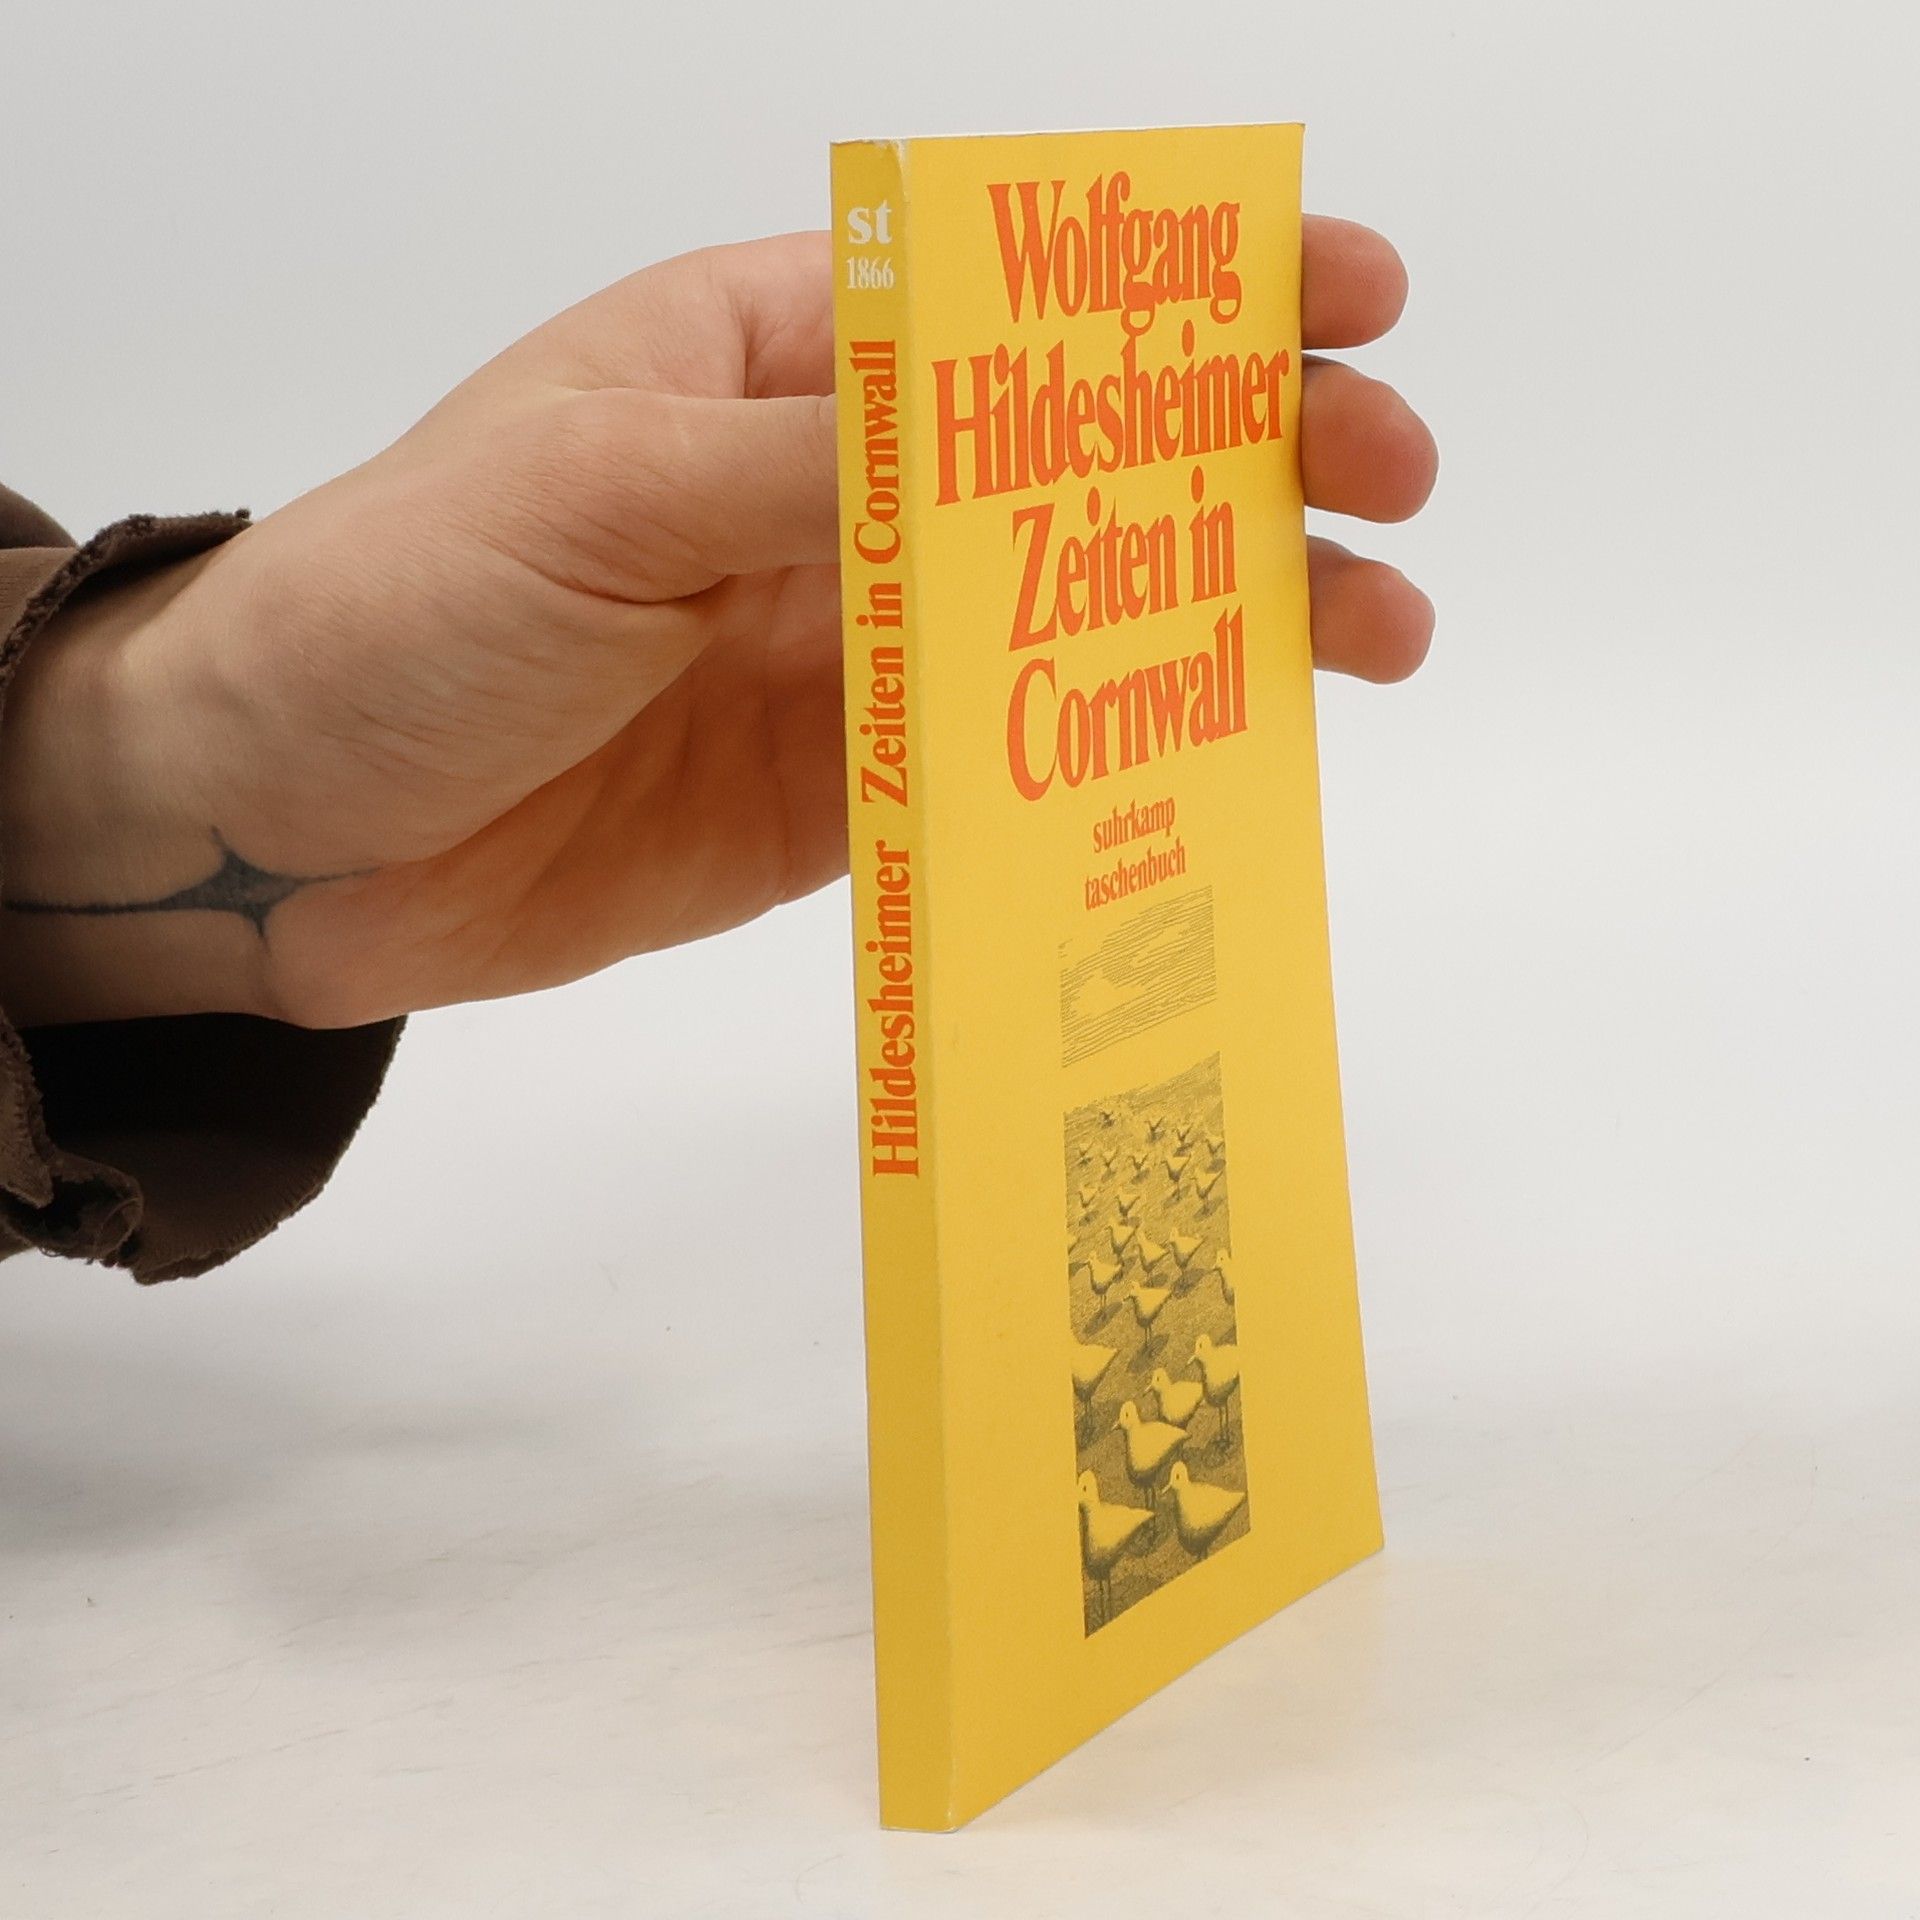 st
1866
Hildesheimer Zeiten in Cornwall
Wolfgang
Hildesheimer
Zeiten in
Cornwall
suhrkamp
taschenbuch